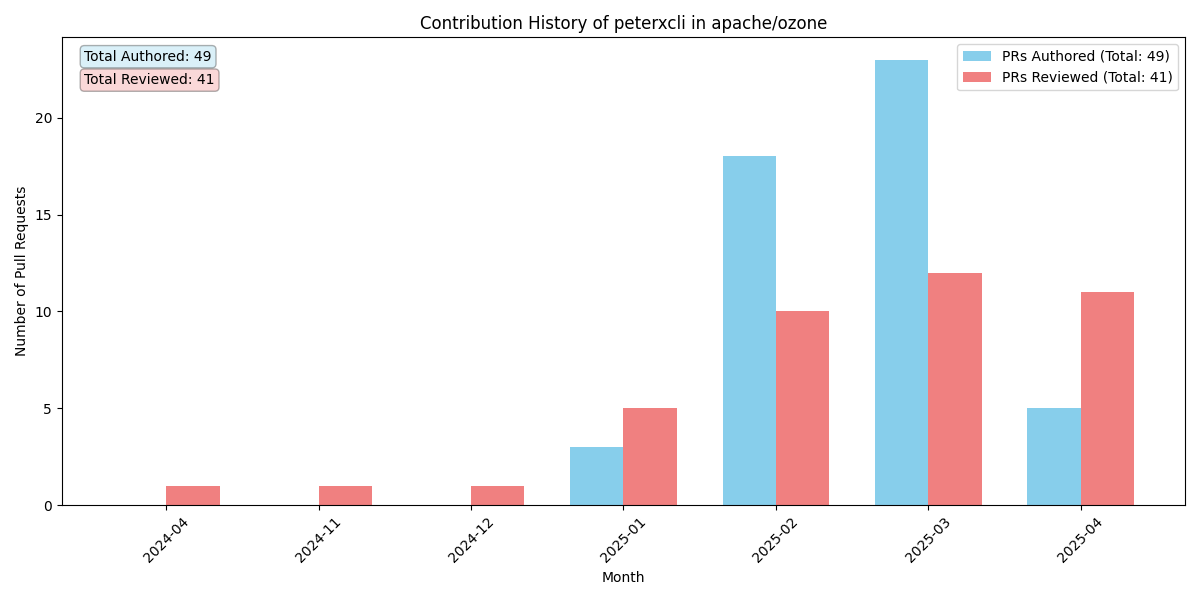 Contribution History of peterxcli in apache/ozone
Total Authored: 49
Total Reviewed: 41
PRs Authored (Total: 49)
PRs Reviewed (Total: 41)
Number of Pull Requests
20
15
10
5
0
2024-04
2024-11
2024-12
2025-01
2025-02
2025-03
2025-04
Month